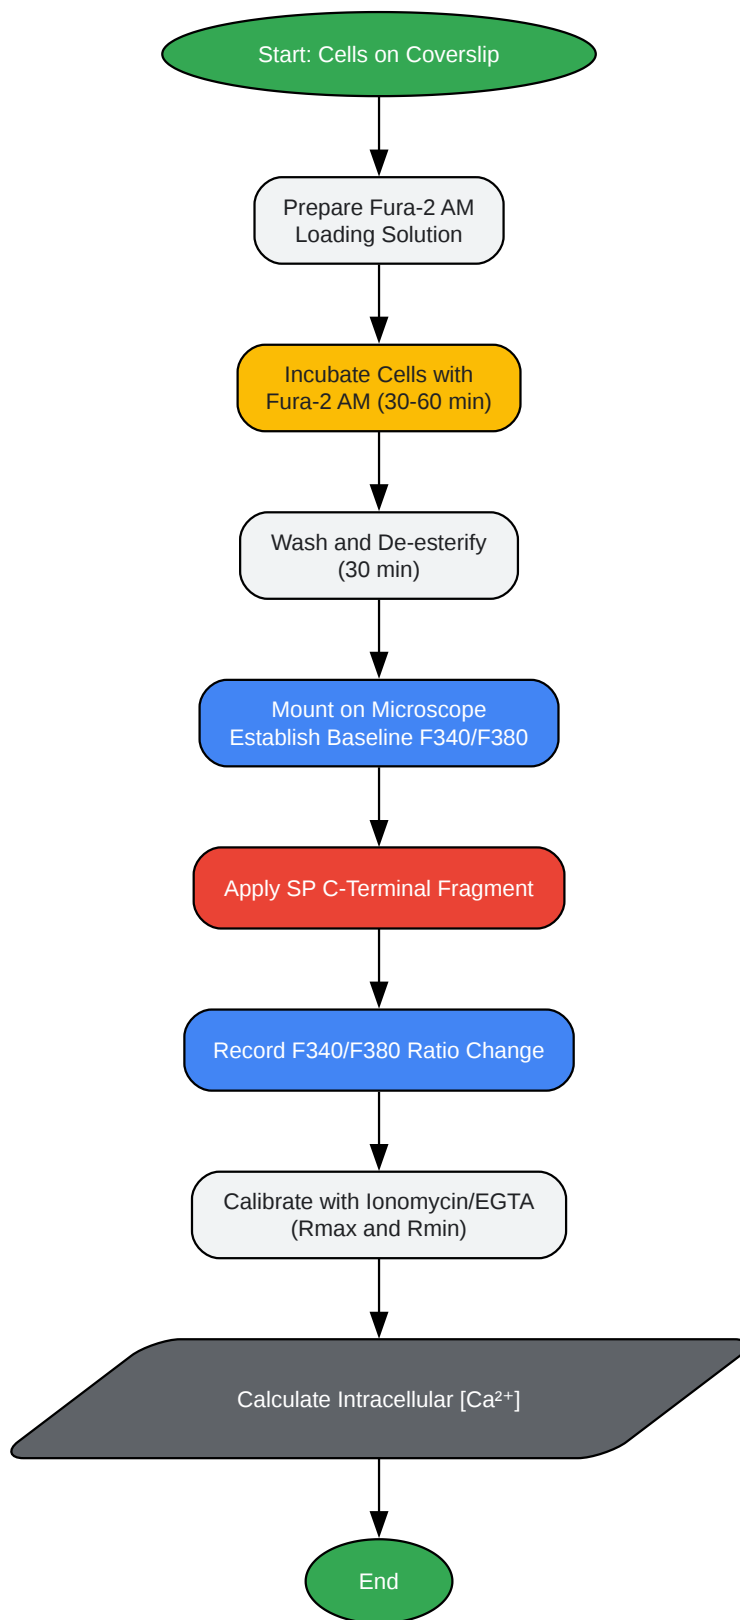 Start: Cells on Coverslip
Prepare Fura-2 AM
Loading Solution
Incubate Cells with
Fura-2 AM (30-60 min)
Wash and De-esterify
(30 min)
Mount on Microscope
Establish Baseline F340/F380
Apply SP C-Terminal Fragment
Record F340/F380 Ratio Change
Calibrate with Ionomycin/EGTA
(Rmax and Rmin)
Calculate Intracellular [Ca²⁺]
End